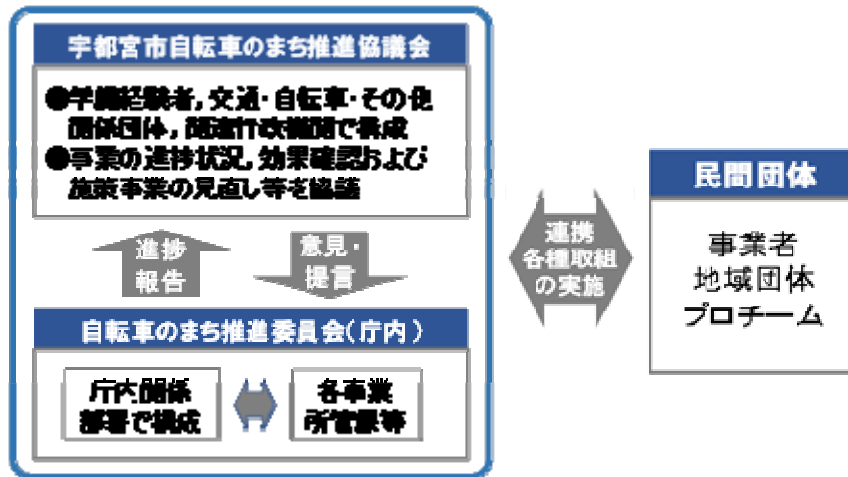 宇都宮市自転車のまち推進協議会
●学識経験者，交通・自転車・その他
関係団体，関連行政機関で構成
●事業の進捗状況，効果確認および
施策事業の見直し等を協議
進捗
報告
意見・
提言
自転車のまち推進委員会（庁内）
庁内関係
部署で構成
各事業
所管課等
連携
各種取組
の実施
民間団体
事業者
地域団体
プロチーム